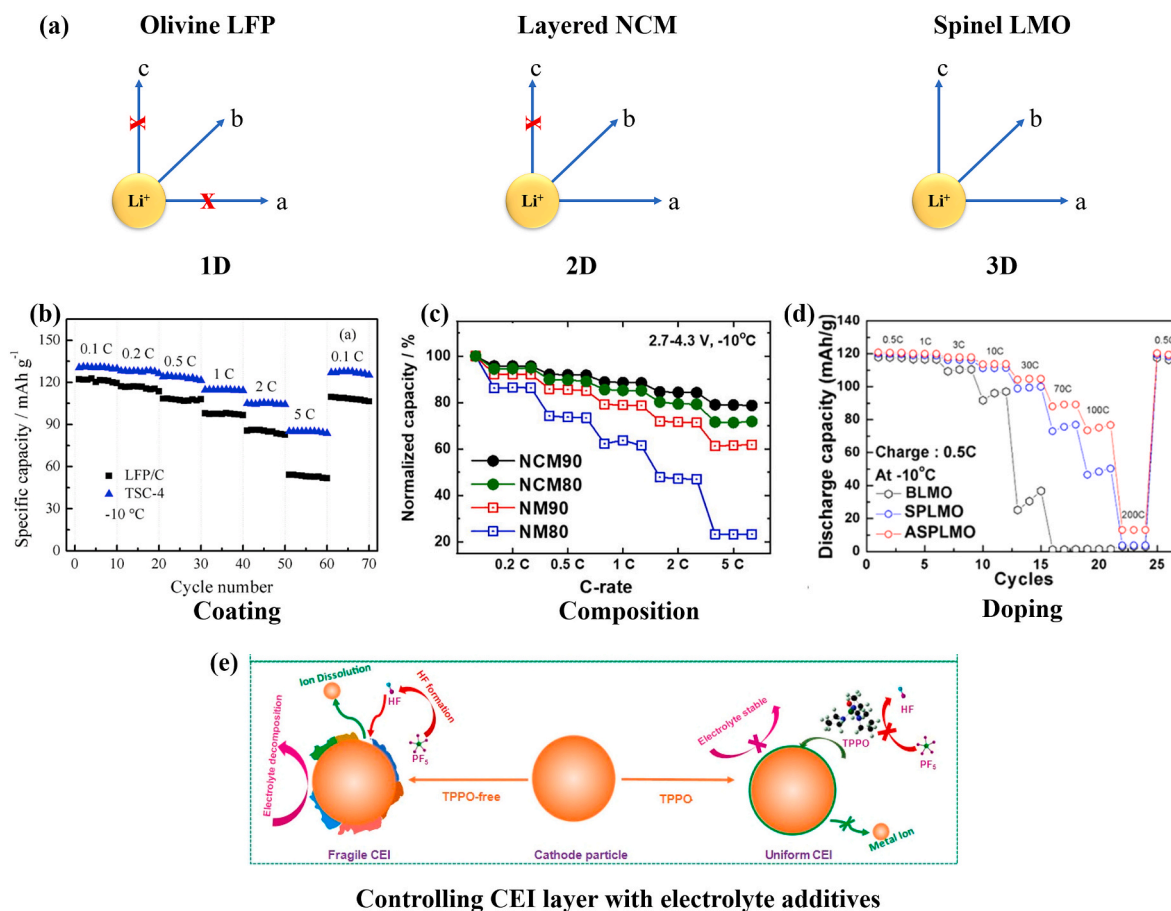 (a)
Olivine LFP
Layered NCM
Spinel LMO
c
b
X
Li⁺
X
a
c
b
X
Li⁺
a
c
b
Li⁺
a
1D
2D
3D
(b)
(a)
0.1 C
0.2 C
0.5 C
1 C
2 C
5 C
0.1 C
150
120
90
60
30
0
Specific capacity / mAh g⁻¹
LFP/C
TSC-4
-10 °C
0 10 20 30 40 50 60 70
Cycle number
Coating
(c)
2.7-4.3 V, -10°C
100
80
60
40
20
Normalized capacity / %
NCM90
NCM80
NM90
NM80
0.2 C 0.5 C 1 C 2 C 5 C
C-rate
Composition
(d)
140
120
100
80
60
40
20
0
Discharge capacity (mAh/g)
0.5C
1C
3C
10C
30C
70C
100C
200C
0.5C
Charge : 0.5C
At -10°C
BLMO
SPLMO
ASPLMO
0 5 10 15 20 25
Cycles
Doping
(e)
Ion Dissolution
HF
HF formation
PF₅
Electrolyte decomposition
TPPO-free
Fragile CEI
Cathode particle
TPPO
Electrolyte stable
TPPO
HF
PF₅
Metal Ion
Uniform CEI
Controlling CEI layer with electrolyte additives